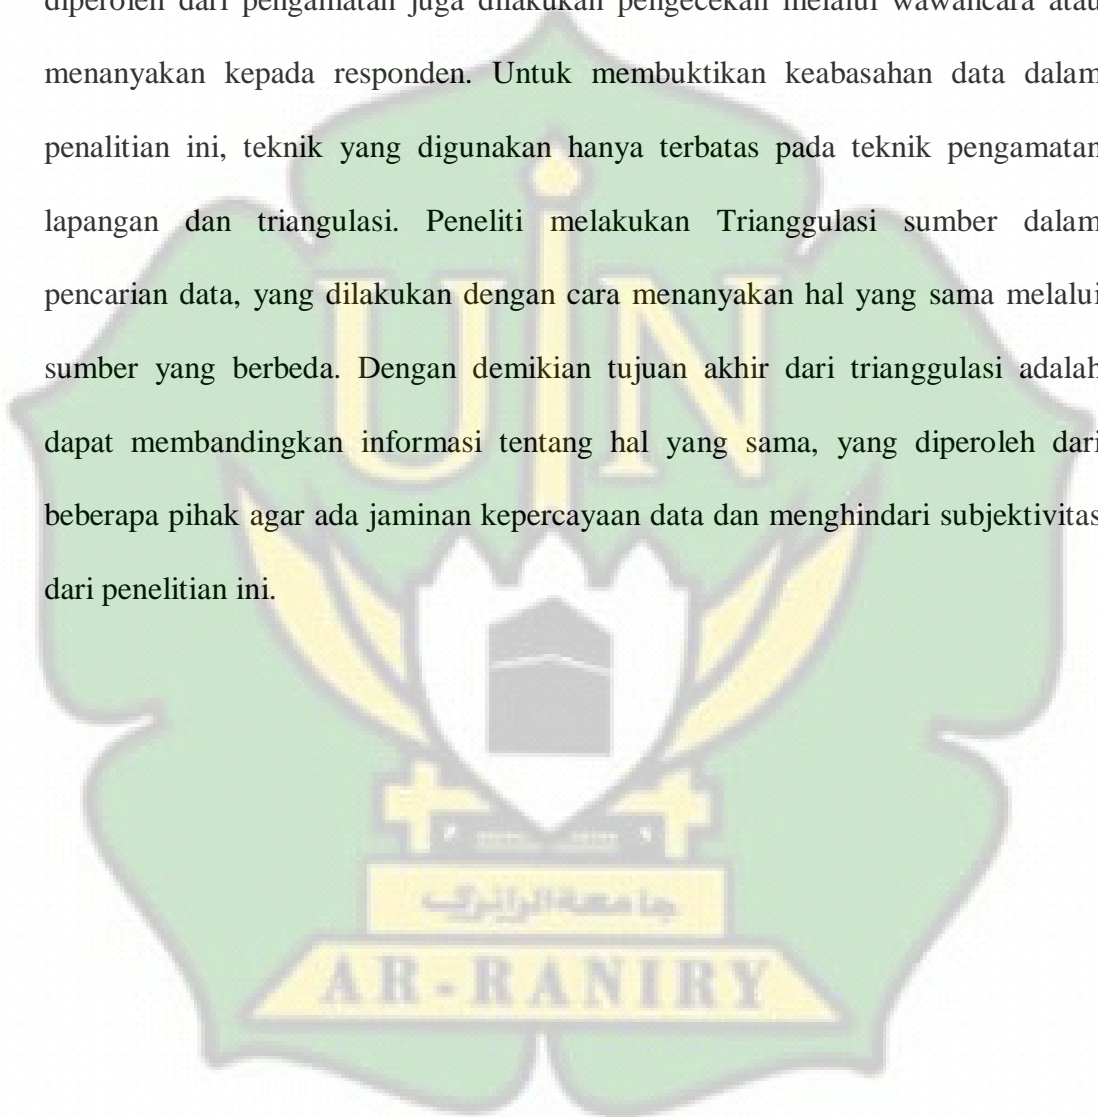 diperoleh dari pengamatan juga dilakukan pengecekan melalui wawancara atau
menanyakan kepada responden. Untuk membuktikan keabasahan data dalam
penalitian ini, teknik yang digunakan hanya terbatas pada teknik pengamatan
lapangan dan triangulasi. Peneliti melakukan Trianggulasi sumber dalam
pencarian data, yang dilakukan dengan cara menanyakan hal yang sama melalui
sumber yang berbeda. Dengan demikian tujuan akhir dari trianggulasi adalah
dapat membandingkan informasi tentang hal yang sama, yang diperoleh dari
beberapa pihak agar ada jaminan kepercayaan data dan menghindari subjektivitas
dari penelitian ini.
UIN
جامعة الرانري
AR-RANIRY